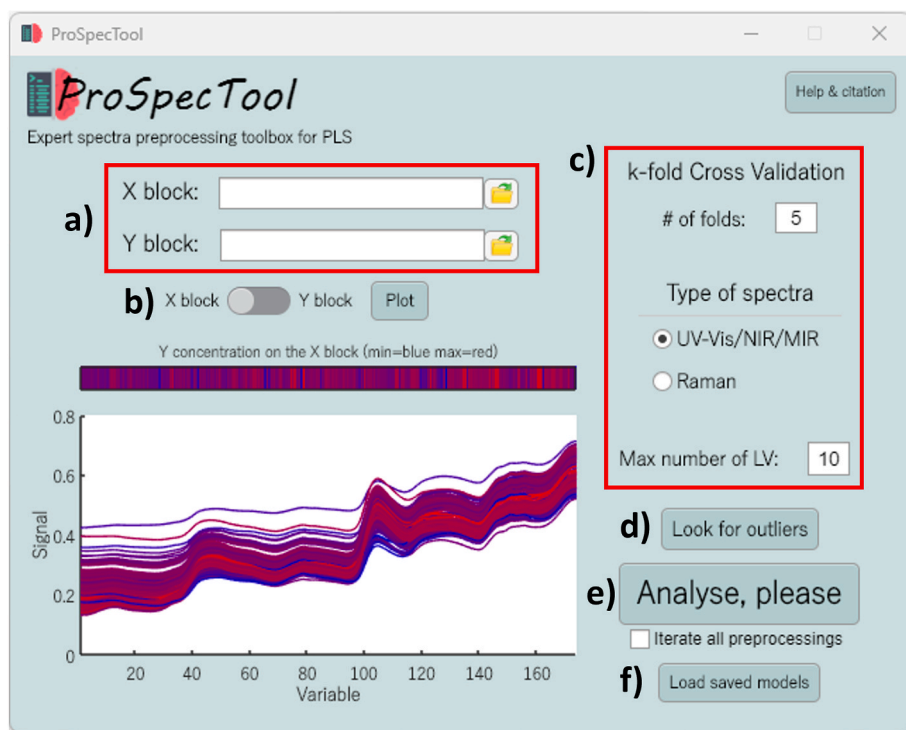 ProSpecTool
ProSpecTool
Help & citation
Expert spectra preprocessing toolbox for PLS
a)
X block:
Y block:
b)
X block
Y block
Plot
Y concentration on the X block (min=blue max=red)
0.8
0.6
0.4
0.2
0
Signal
20 40 60 80 100 120 140 160
Variable
c)
k-fold Cross Validation
# of folds: 5
Type of spectra
UV-Vis/NIR/MIR
Raman
Max number of LV: 10
d)
Look for outliers
e)
Analyse, please
Iterate all preprocessings
f)
Load saved models